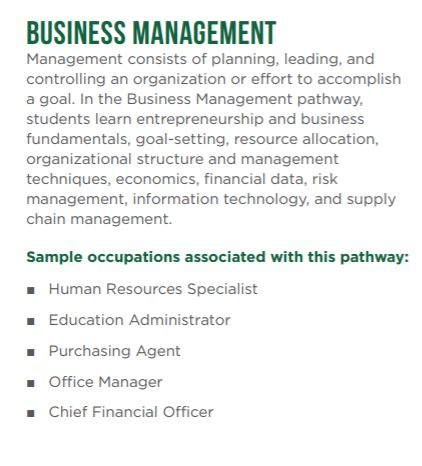 BUSINESS MANAGEMENT
Management consists of planning, leading, and
controlling an organization or effort to accomplish
a goal. In the Business Management pathway,
students learn entrepreneurship and business
fundamentals, goal-setting, resource allocation,
organizational structure and management
techniques, economics, financial data, risk
management, information technology, and supply
chain management.
Sample occupations associated with this pathway:
■ Human Resources Specialist
■ Education Administrator
■ Purchasing Agent
■ Office Manager
■ Chief Financial Officer